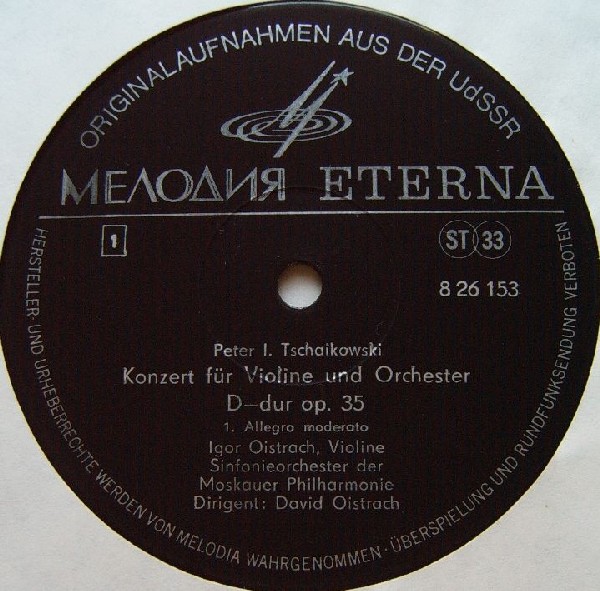 ORIGINALAUFNAHMEN AUS DER UdSSR
МЕЛОДИЯ ETERNA
1
ST 33
8 26 153
Peter I. Tschaikowski
Konzert für Violine und Orchester
D-dur op. 35
1. Allegro moderato
Igor Oistrach, Violine
Sinfonieorchester der
Moskauer Philharmonie
Dirigent: David Oistrach
HERSTELLER- UND URHEBERRECHTE WERDEN VON MELODIA WAHRGENOMMEN · ÜBERSPIELUNG UND RUNDFUNKSENDUNG VERBOTEN